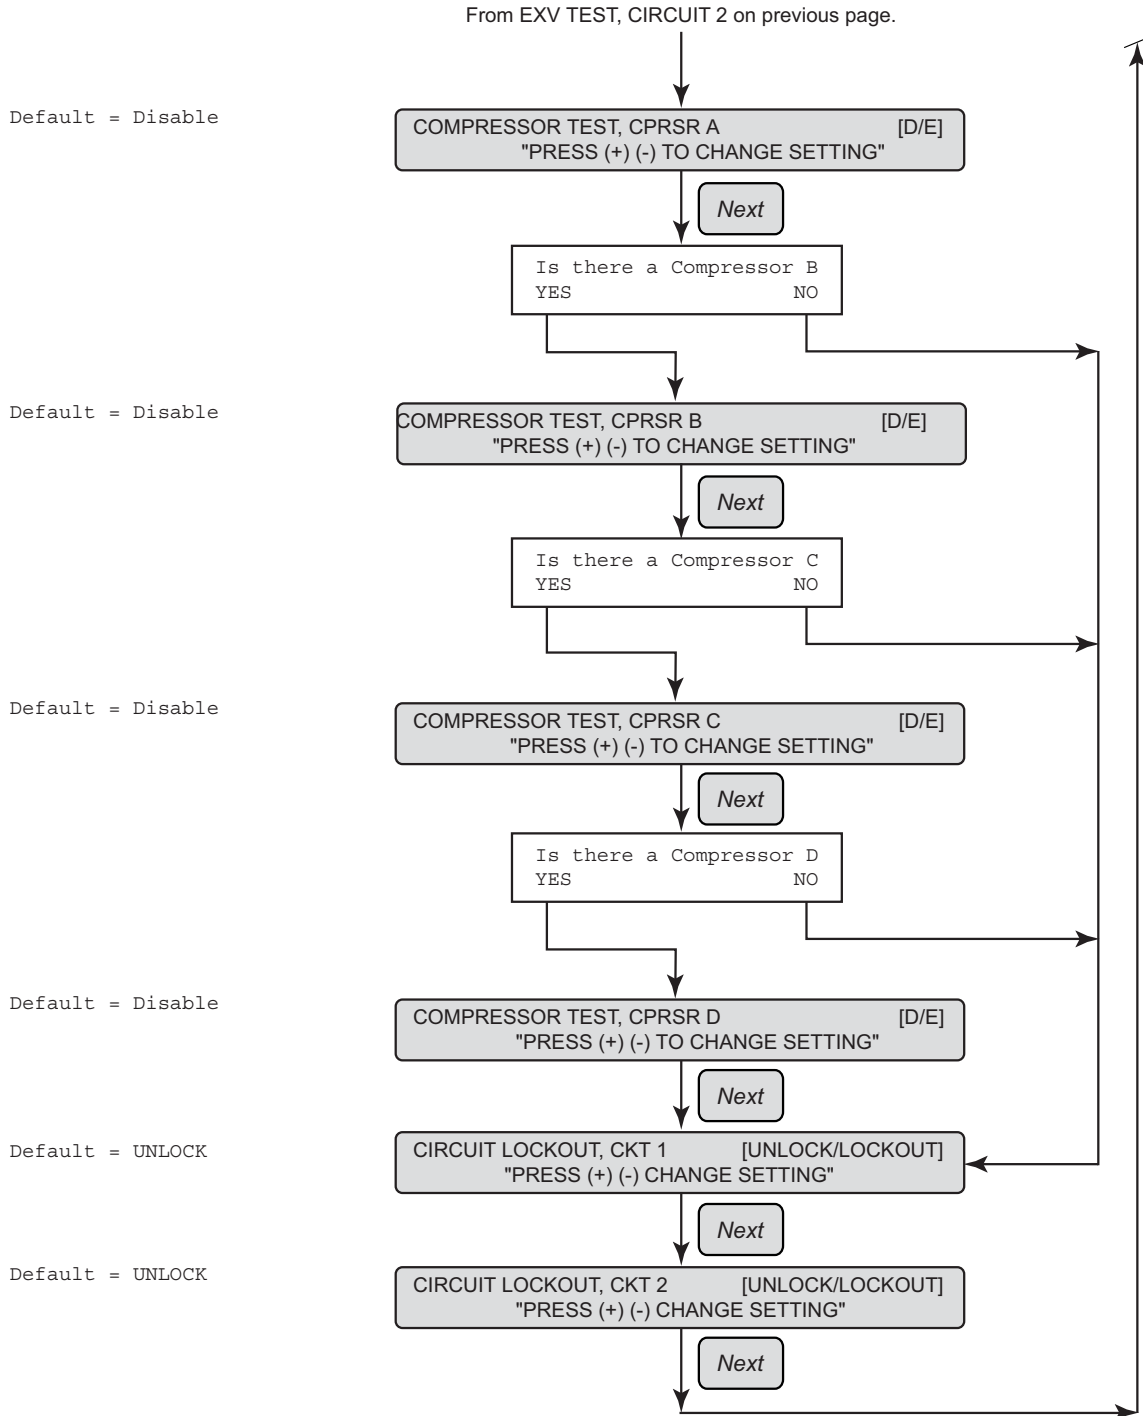 From EXV TEST, CIRCUIT 2 on previous page.
Default = Disable
COMPRESSOR TEST, CPRSR A [D/E]
"PRESS (+) (-) TO CHANGE SETTING"
Next
Is there a Compressor B
YES NO
Default = Disable
COMPRESSOR TEST, CPRSR B [D/E]
"PRESS (+) (-) TO CHANGE SETTING"
Next
Is there a Compressor C
YES NO
Default = Disable
COMPRESSOR TEST, CPRSR C [D/E]
"PRESS (+) (-) TO CHANGE SETTING"
Next
Is there a Compressor D
YES NO
Default = Disable
COMPRESSOR TEST, CPRSR D [D/E]
"PRESS (+) (-) TO CHANGE SETTING"
Next
Default = UNLOCK
CIRCUIT LOCKOUT, CKT 1 [UNLOCK/LOCKOUT]
"PRESS (+) (-) CHANGE SETTING"
Next
Default = UNLOCK
CIRCUIT LOCKOUT, CKT 2 [UNLOCK/LOCKOUT]
"PRESS (+) (-) CHANGE SETTING"
Next